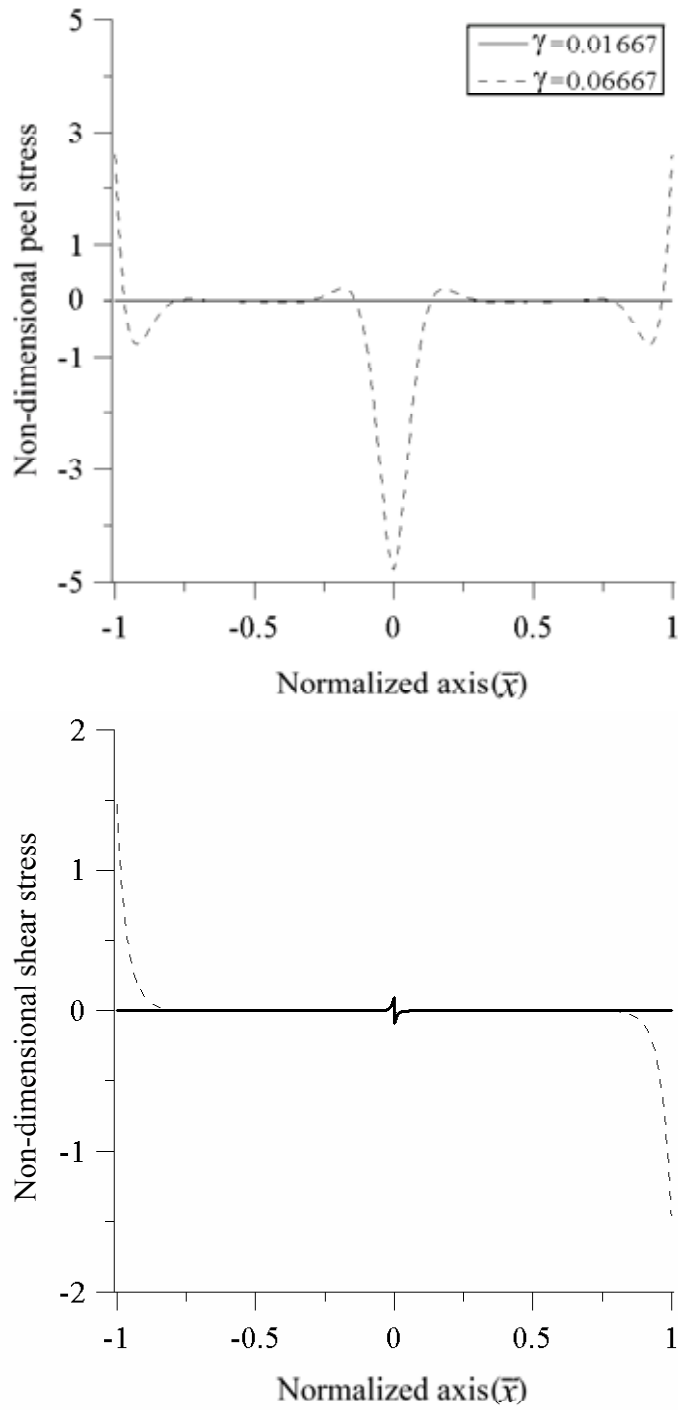 5
3
1
0
-1
-3
-5
Non-dimensional peel stress
γ=0.01667
γ=0.06667
-1 -0.5 0 0.5 1
Normalized axis(x̅)
2
1
0
-1
-2
Non-dimensional shear stress
-1 -0.5 0 0.5 1
Normalized axis(x̅)